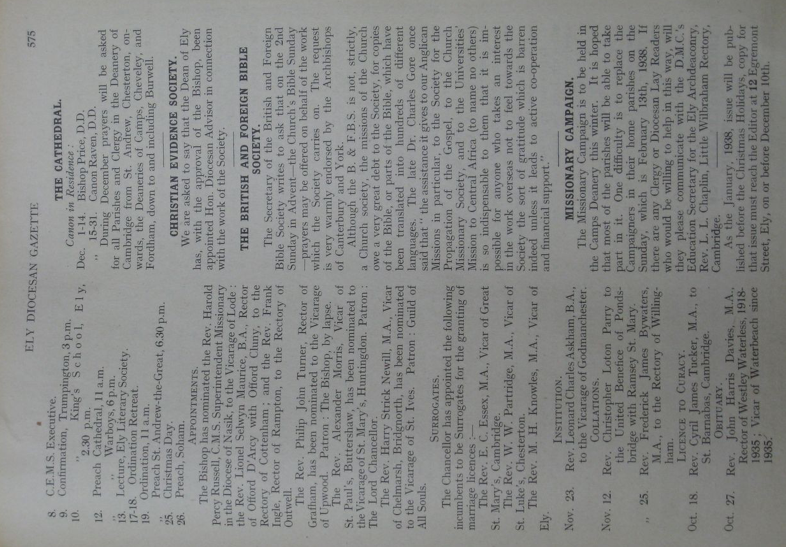 ELY DIOCESAN GAZETTE 575
8. C.E.M.S. Executive.
9. Confirmation, Trumpington, 3 p.m.
10. „ King's School, Ely,
2.30 p.m.
12. Preach Cathedral, 11 a.m.
„ Warboys, 6 p.m.
13. Lecture, Ely Literary Society.
17-18. Ordination Retreat.
19. Ordination, 11 a.m.
„ Preach St. Andrew-the-Great, 6.30 p.m.
25. Christmas Day.
26. Preach, Soham.
APPOINTMENTS.
The Bishop has nominated the Rev. Harold
Percy Russell, C.M.S. Superintendent Missionary
in the Diocese of Nasik, to the Vicarage of Lode :
the Rev. Lionel Selwyn Maurice, B.A., Rector
of Offord D'Arcy with Offord Cluny, to the
Rectory of Cottenham ; and the Rev. Frank
Ingle, Rector of Rampton, to the Rectory of
Outwell.
The Rev. Philip John Turner, Rector of
Grafham, has been nominated to the Vicarage
of Upwood. Patron : The Bishop, by lapse.
The Rev. Alexander Morris, Vicar of
St. Paul's, Buttershaw, has been nominated to
the Vicarage of St. Mary's, Huntingdon. Patron :
The Lord Chancellor.
The Rev. Harry Strick Newill, M.A., Vicar
of Chelmarsh, Bridgnorth, has been nominated
to the Vicarage of St. Ives. Patron : Guild of
All Souls.
SURROGATES.
The Chancellor has appointed the following
incumbents to be Surrogates for the granting of
marriage licences :—
The Rev. E. C. Essex, M.A., Vicar of Great
St. Mary's, Cambridge.
The Rev. W. W. Partridge, M.A., Vicar of
St. Luke's, Chesterton.
The Rev. M. H. Knowles, M.A., Vicar of
Ely.
INSTITUTION.
Nov. 23. Rev. Leonard Charles Askham, B.A.,
to the Vicarage of Godmanchester.
COLLATIONS.
Nov. 12. Rev. Christopher Loton Parry to
the United Benefice of Ponds-
bridge with Ramsey St. Mary.
„ 25. Rev. Frederick James Bywaters,
M.A., to the Rectory of Willing-
ham.
LICENCE TO CURACY.
Oct. 18. Rev. Cyril James Tucker, M.A., to
St. Barnabas, Cambridge.
OBITUARY.
Oct. 27. Rev. John Harris Davies, M.A.,
Rector of Westley Waterless, 1918-
1935 ; Vicar of Waterbeach since
1935.
THE CATHEDRAL.
Canon in Residence :
Dec. 1-14. Bishop Price, D.D.
„ 15-31. Canon Raven, D.D.
During December prayers will be asked
for all Parishes and Clergy in the Deanery of
Cambridge from St. Andrew, Chesterton, on-
wards, the Deaneries of Camps, Cheveley, and
Fordham, down to and including Burwell.
CHRISTIAN EVIDENCE SOCIETY.
We are asked to say that the Dean of Ely
has, with the approval of the Bishop, been
appointed Hon. Area Advisor in connection
with the work of the Society.
THE BRITISH AND FOREIGN BIBLE
SOCIETY.
The Secretary of the British and Foreign
Bible Society writes to ask that on the 2nd
Sunday in Advent—the Church's Bible Sunday
—prayers may be offered on behalf of the work
which the Society carries on. The request
is very warmly endorsed by the Archbishops
of Canterbury and York.
Although the B. & F.B.S. is not, strictly,
a Church society, the missions of the Church
owe a very great debt to the Society, for copies
of the Bible, or parts of the Bible, which have
been translated into hundreds of different
languages. The late Dr. Charles Gore once
said that " the assistance it gives to our Anglican
Missions in particular, to the Society for the
Propagation of the Gospel, to the Church
Missionary Society, and to the Universities'
Mission to Central Africa (to name no others)
is so indispensable to them that it is im-
possible for anyone who takes an interest
in the work overseas not to feel towards the
Society the sort of gratitude which is barren
indeed unless it leads to active co-operation
and financial support."
MISSIONARY CAMPAIGN.
The Missionary Campaign is to be held in
the Camps Deanery this winter. It is hoped
that most of the parishes will be able to take
part in it. One difficulty is to replace the
Campaigners in their home parishes on the
Sunday, which is February 13th, 1938. If
there are any Clergy or Diocesan Lay Readers
who would be willing to help in this way, will
they please communicate with the D.M.C.'s
Education Secretary for the Ely Archdeaconry,
Rev. L. L. Chaplin, Little Wilbraham Rectory,
Cambridge.
As the January, 1938, issue will be pub-
lished before the Christmas Holidays, copy for
that issue must reach the Editor at 12 Egremont
Street, Ely, on or before December 10th.